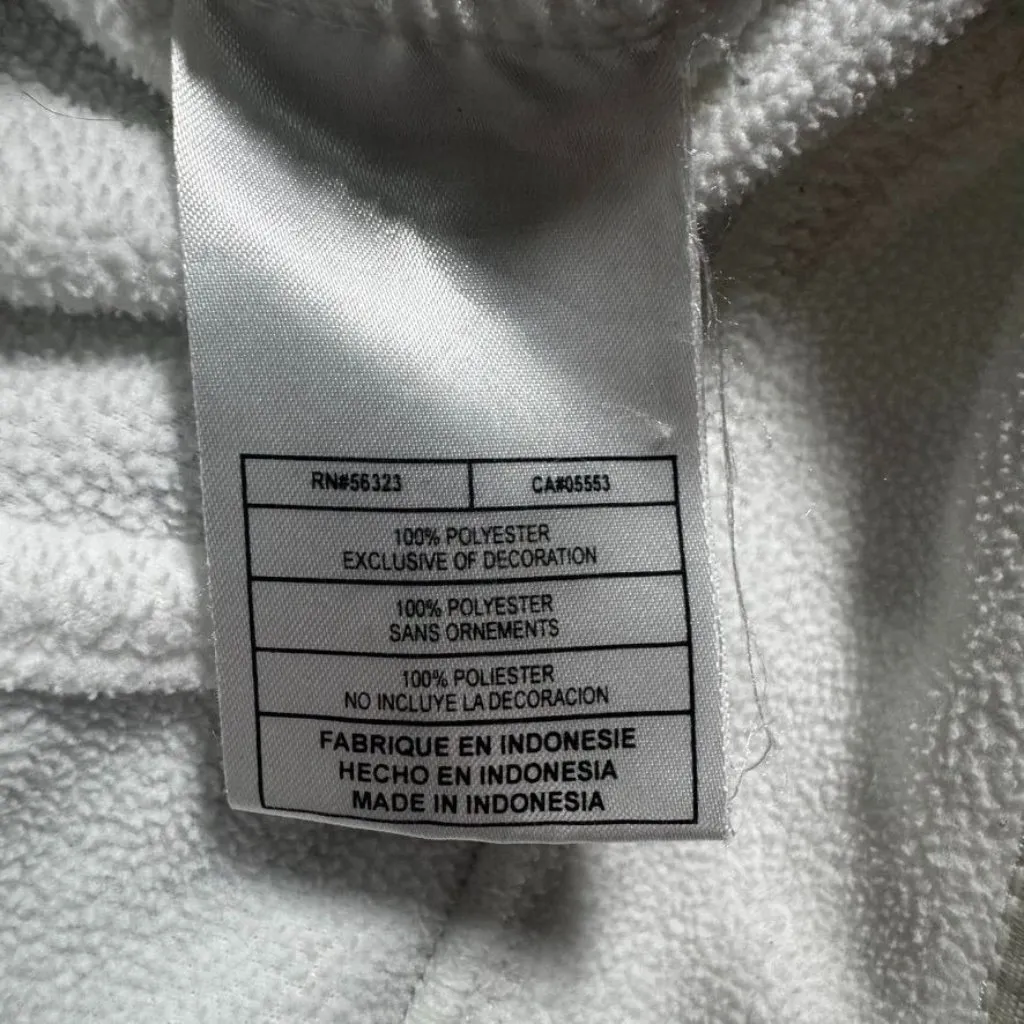 RN#56323 CA#05553
100% POLYESTER
EXCLUSIVE OF DECORATION
100% POLYESTER
SANS ORNEMENTS
100% POLIESTER
NO INCLUYE LA DECORACION
FABRIQUE EN INDONESIE
HECHO EN INDONESIA
MADE IN INDONESIA